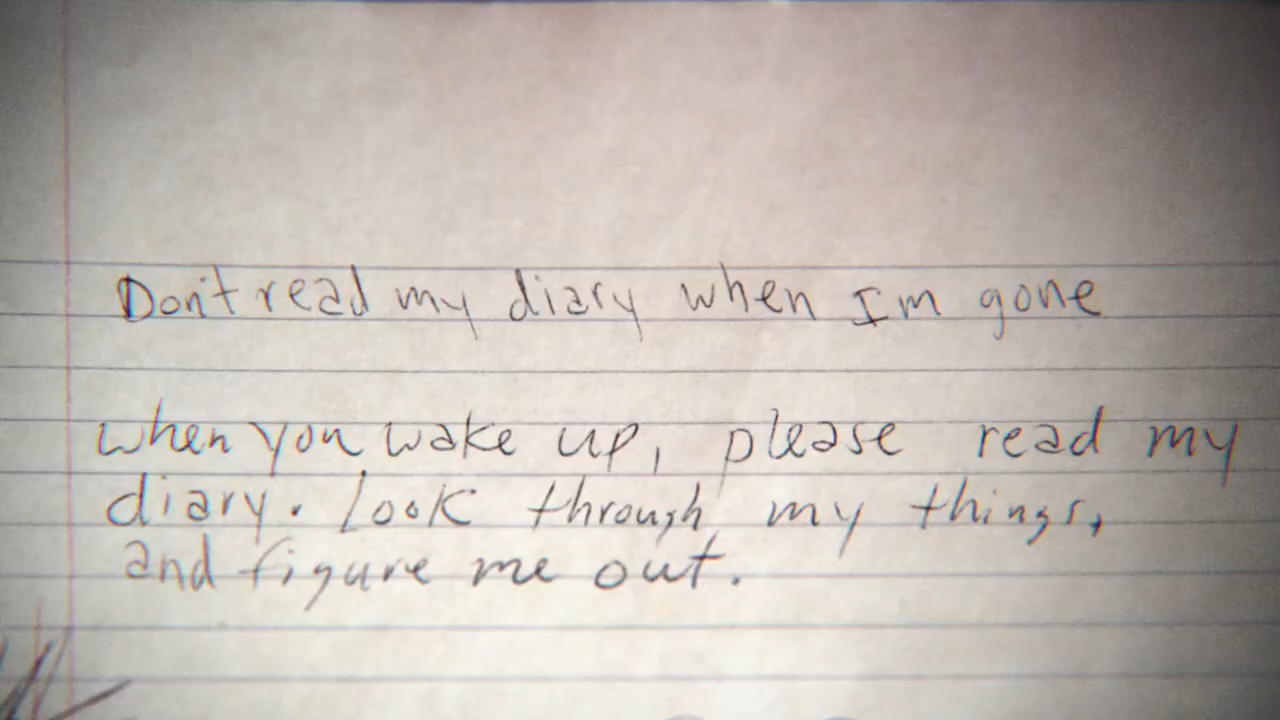 Don't read my diary when I'm gone
When you wake up, please read my
diary. Look through my things,
and figure me out.